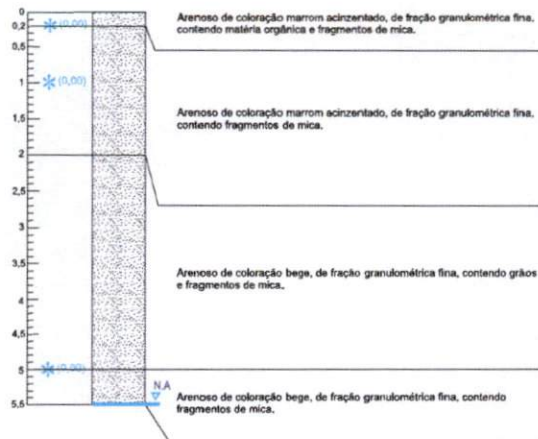 0
0,2 (0,00)
0,5
1 (0,00)
1,5
2
2,5
3
3,5
4
4,5
5 (0,00)
5,5
N.A
Arenoso de coloração marrom acinzentado, de fração granulométrica fina,
contendo matéria orgânica e fragmentos de mica.
Arenoso de coloração marrom acinzentado, de fração granulométrica fina,
contendo fragmentos de mica.
Arenoso de coloração bege, de fração granulométrica fina, contendo grãos
e fragmentos de mica.
Arenoso de coloração bege, de fração granulométrica fina, contendo
fragmentos de mica.